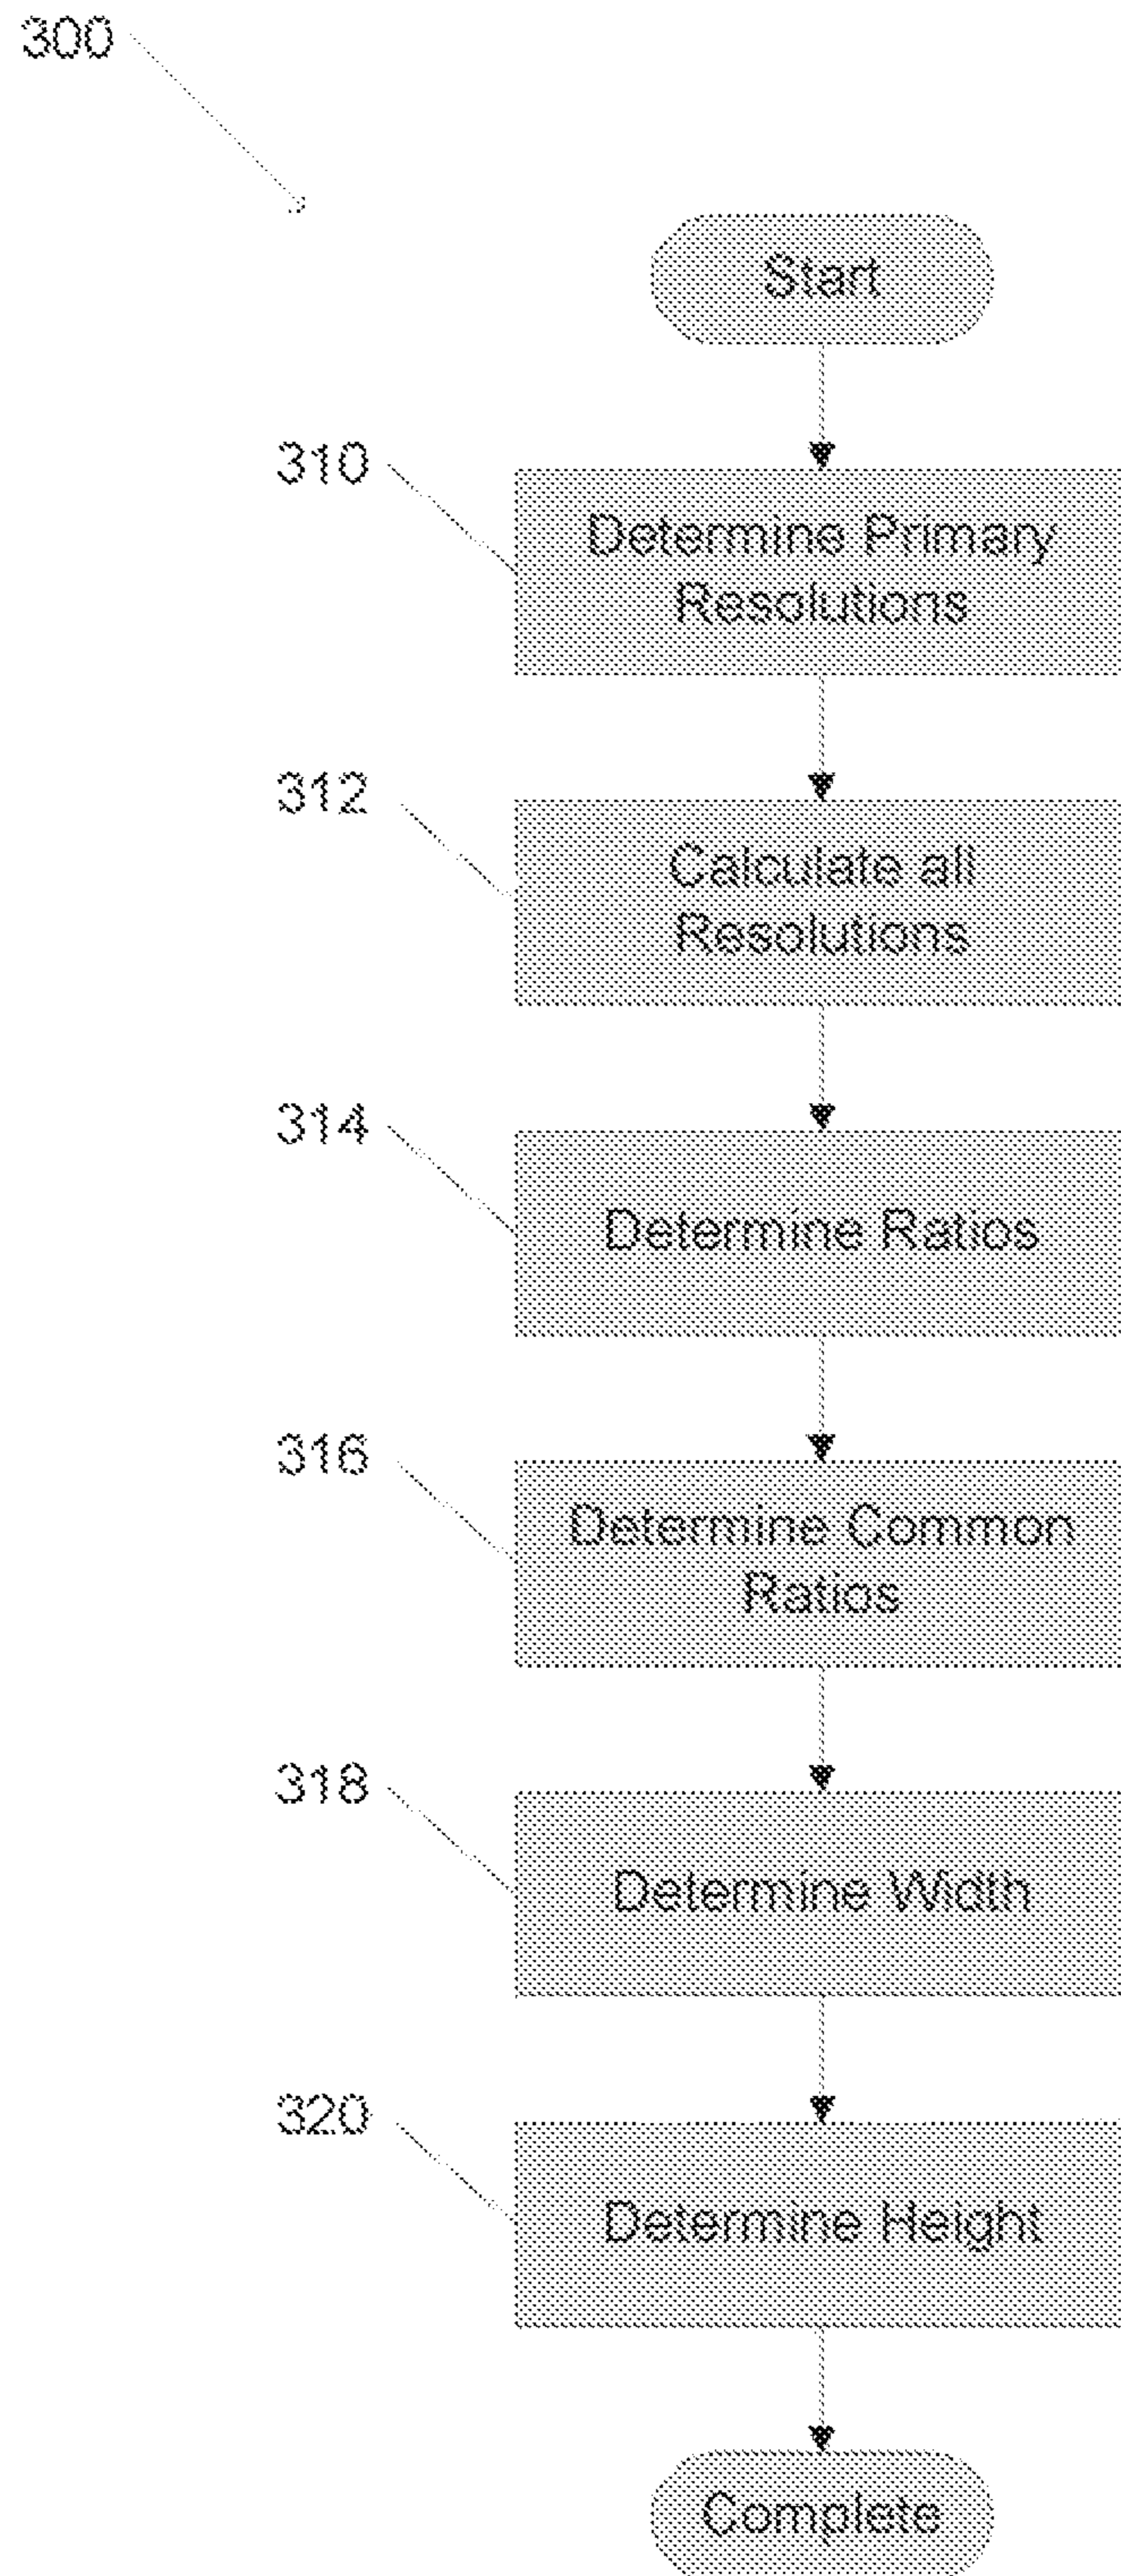 300
Start
310
Determine Primary
Resolutions
312
Calculate all
Resolutions
314
Determine Ratios
316
Determine Common
Ratios
318
Determine Width
320
Determine Height
Complete